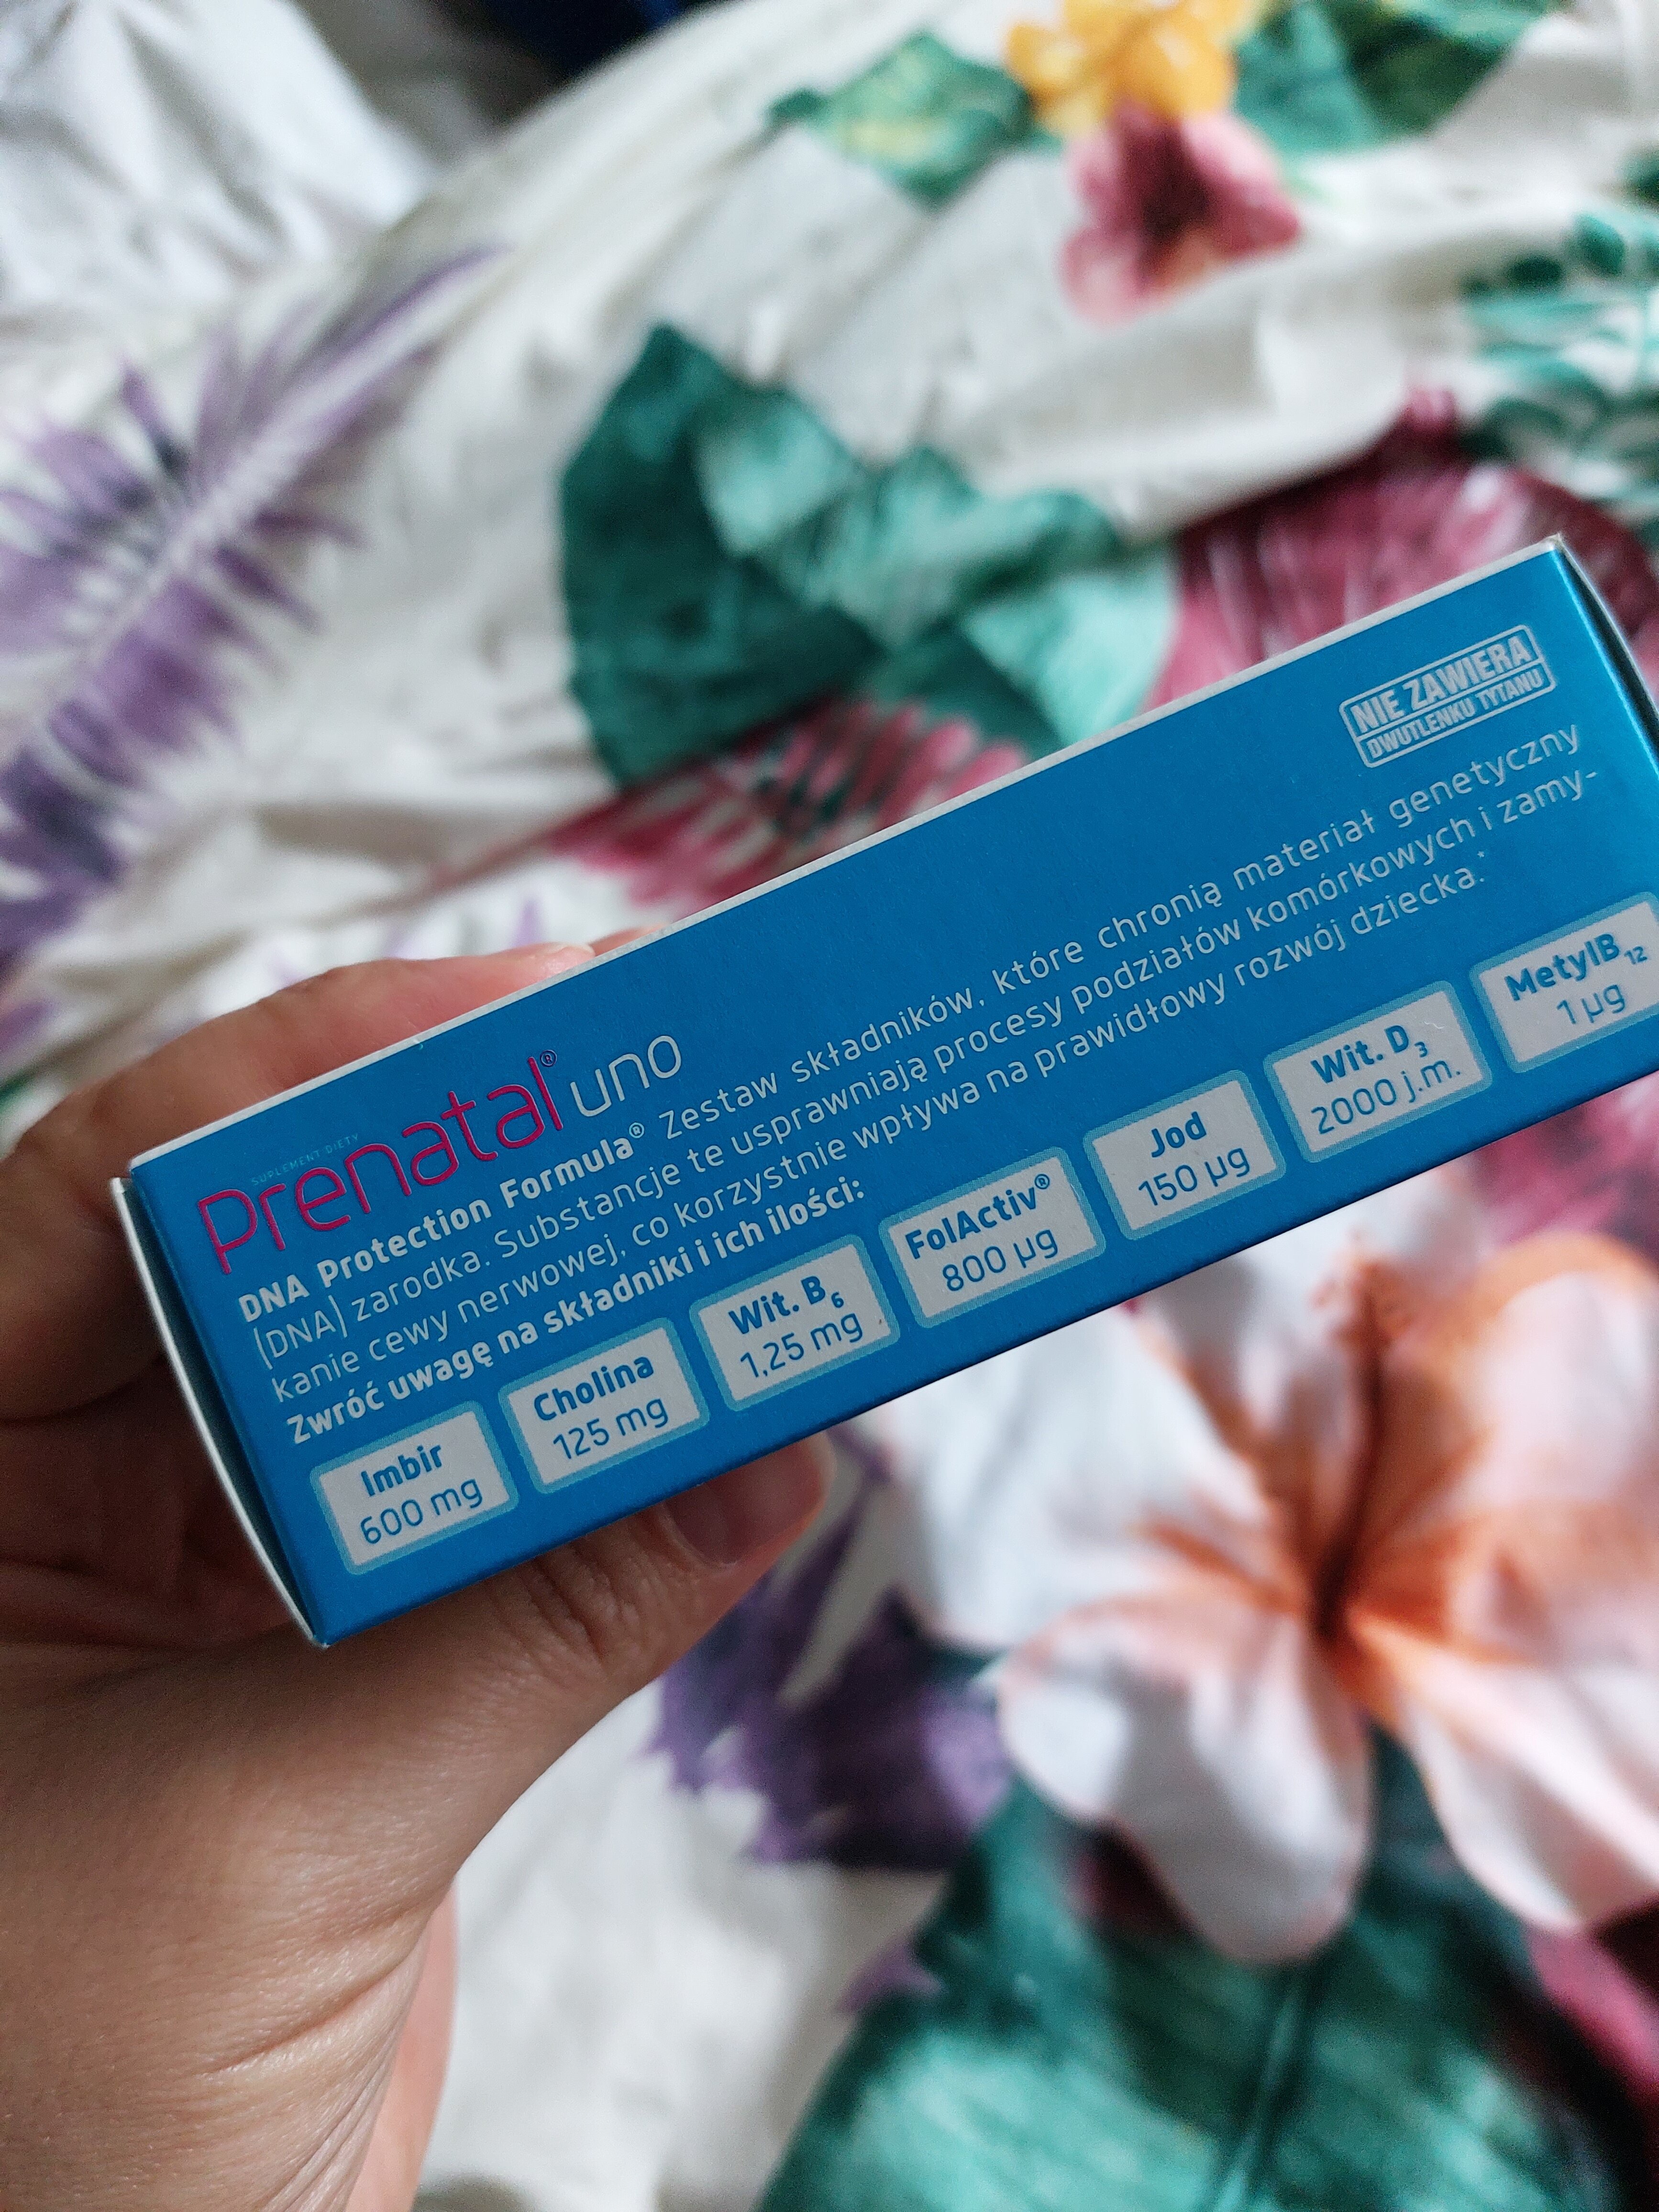 NIE ZAWIERA
DWUTLENKU TYTANU
SUPLEMENT DIETY
Prenatal® uno
DNA Protection Formula® Zestaw składników, które chronią materiał genetyczny
(DNA) zarodka. Substancje te usprawniają procesy podziałów komórkowych i zamy-
kanie cewy nerwowej, co korzystnie wpływa na prawidłowy rozwój dziecka.*
Zwróć uwagę na składniki i ich ilości:
Imbir
600 mg
Cholina
125 mg
Wit. B₆
1,25 mg
FolActiv®
800 µg
Jod
150 µg
Wit. D₃
2000 j.m.
MetylB₁₂
1 µg